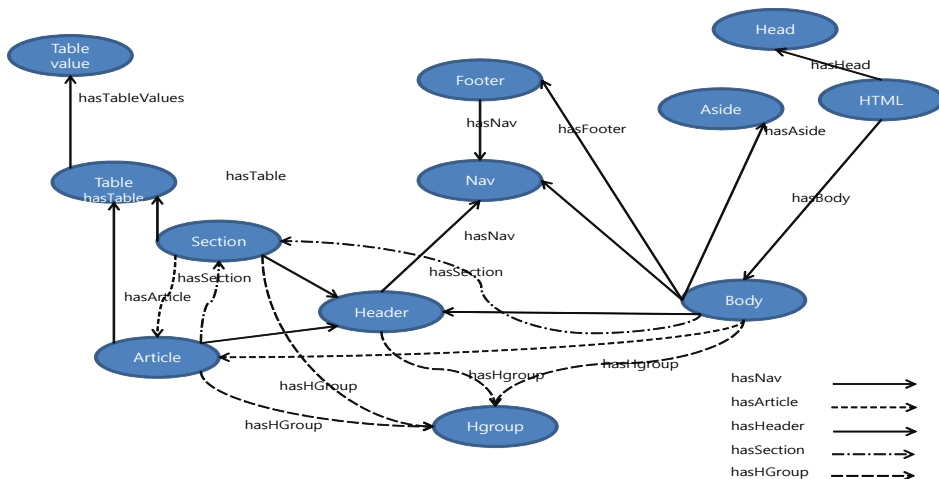 Head
Table
value
hasHead
Footer
HTML
Aside
hasTableValues
hasNav
hasFooter
hasAside
hasTable
Table
Nav
hasTable
hasBody
Section
hasNav
hasSection
hasSection
hasArticle
Body
Header
Article
hasHgroup
hasHgroup
hasHGroup
hasNav
hasArticle
hasHGroup
Hgroup
hasHeader
hasSection
hasHGroup